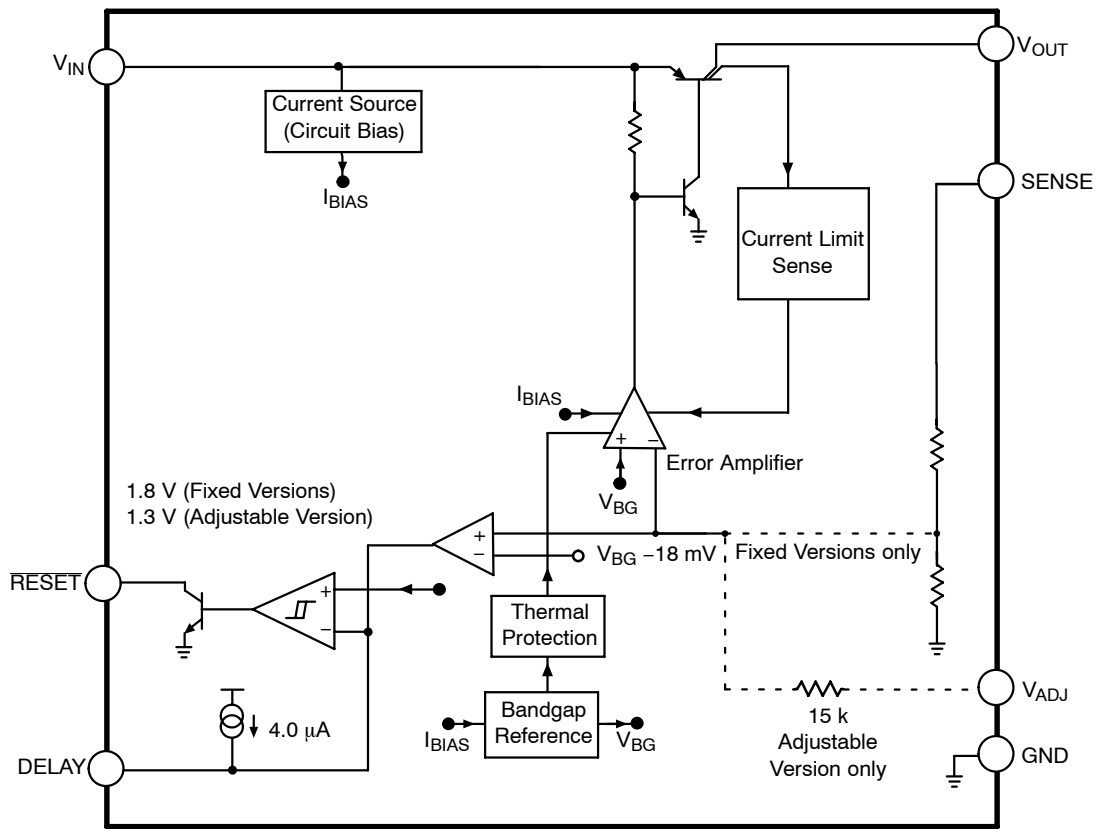 V_IN
V_OUT
Current Source
(Circuit Bias)
I_BIAS
SENSE
Current Limit
Sense
I_BIAS
+ −
Error Amplifier
V_BG
1.8 V (Fixed Versions)
1.3 V (Adjustable Version)
+
−
V_BG −18 mV
Fixed Versions only
RESET
+
−
Thermal
Protection
V_ADJ
15 k
Adjustable
Version only
4.0 µA
I_BIAS
Bandgap
Reference
V_BG
GND
DELAY